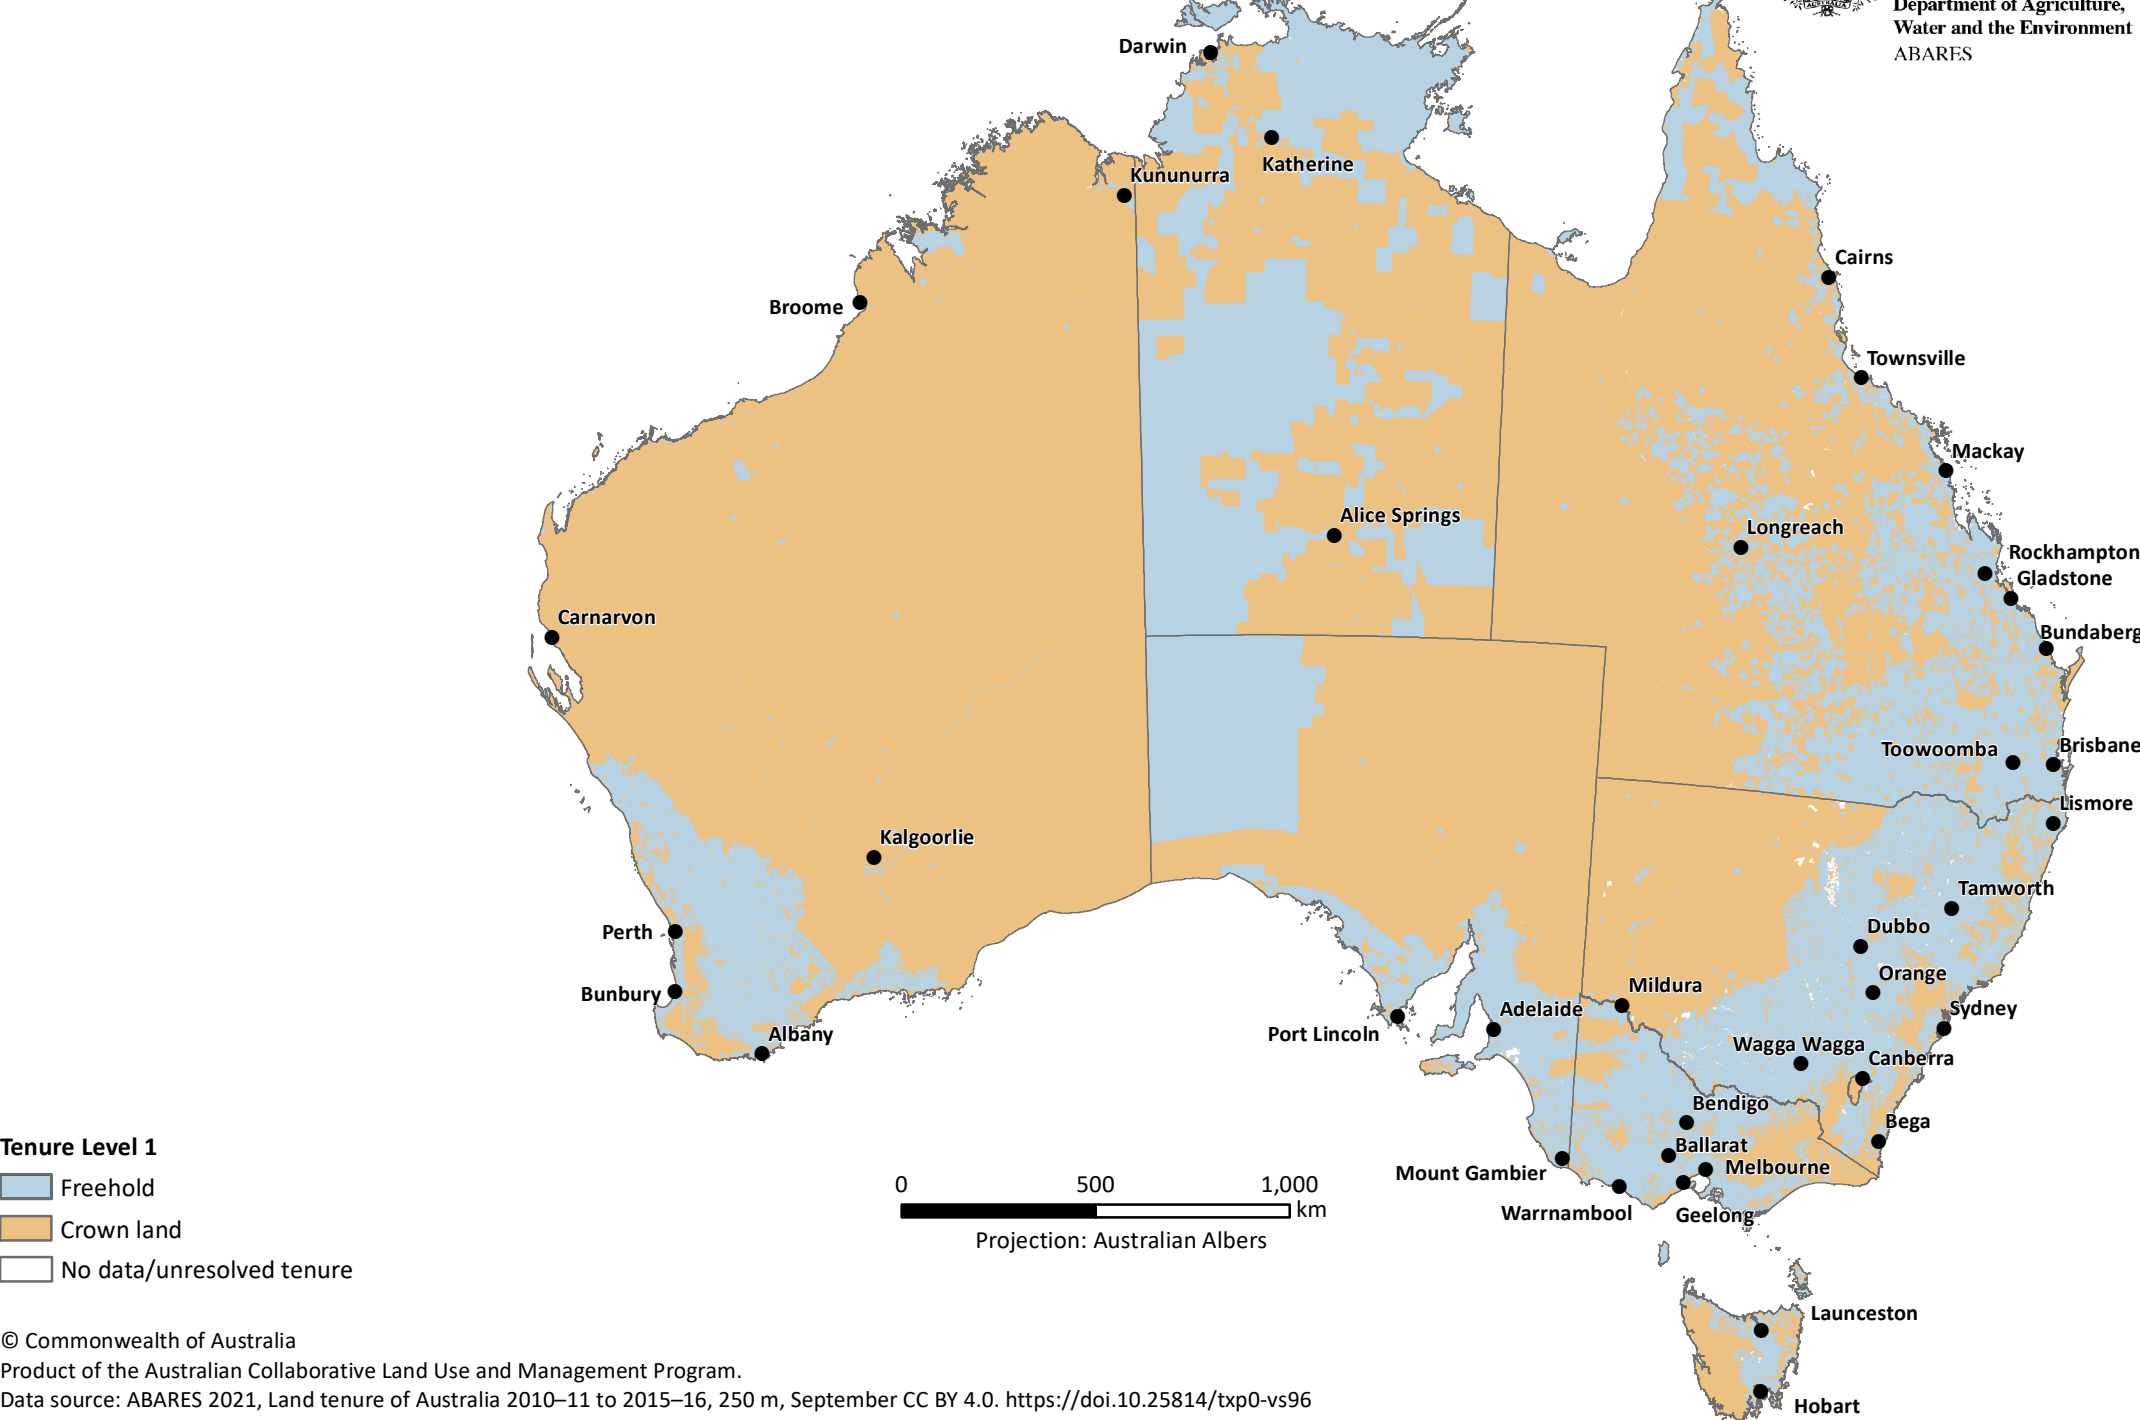 Department of Agriculture,
Water and the Environment
ABARES
Darwin
Katherine
Kununurra
Cairns
Broome
Townsville
Mackay
Alice Springs
Longreach
Rockhampton
Gladstone
Carnarvon
Bundaberg
Toowoomba
Brisbane
Lismore
Kalgoorlie
Tamworth
Dubbo
Perth
Orange
Mildura
Bunbury
Sydney
Adelaide
Port Lincoln
Albany
Wagga Wagga
Canberra
Bendigo
Bega
Ballarat
Melbourne
Mount Gambier
Warrnambool
Geelong
Tenure Level 1
Freehold
Crown land
No data/unresolved tenure
0 500 1,000
km
Projection: Australian Albers
Launceston
Hobart
© Commonwealth of Australia
Product of the Australian Collaborative Land Use and Management Program.
Data source: ABARES 2021, Land tenure of Australia 2010–11 to 2015–16, 250 m, September CC BY 4.0. https://doi.org/10.25814/txp0-vs96